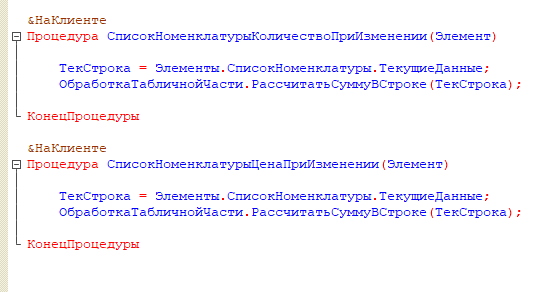 &НаКлиенте
Процедура СписокНоменклатурыКоличествоПриИзменении(Элемент)
ТекСтрока = Элементы.СписокНоменклатуры.ТекущиеДанные;
ОбработкаТабличнойЧасти.РассчитатьСуммуВСтроке(ТекСтрока);
КонецПроцедуры
&НаКлиенте
Процедура СписокНоменклатурыЦенаПриИзменении(Элемент)
ТекСтрока = Элементы.СписокНоменклатуры.ТекущиеДанные;
ОбработкаТабличнойЧасти.РассчитатьСуммуВСтроке(ТекСтрока);
КонецПроцедуры